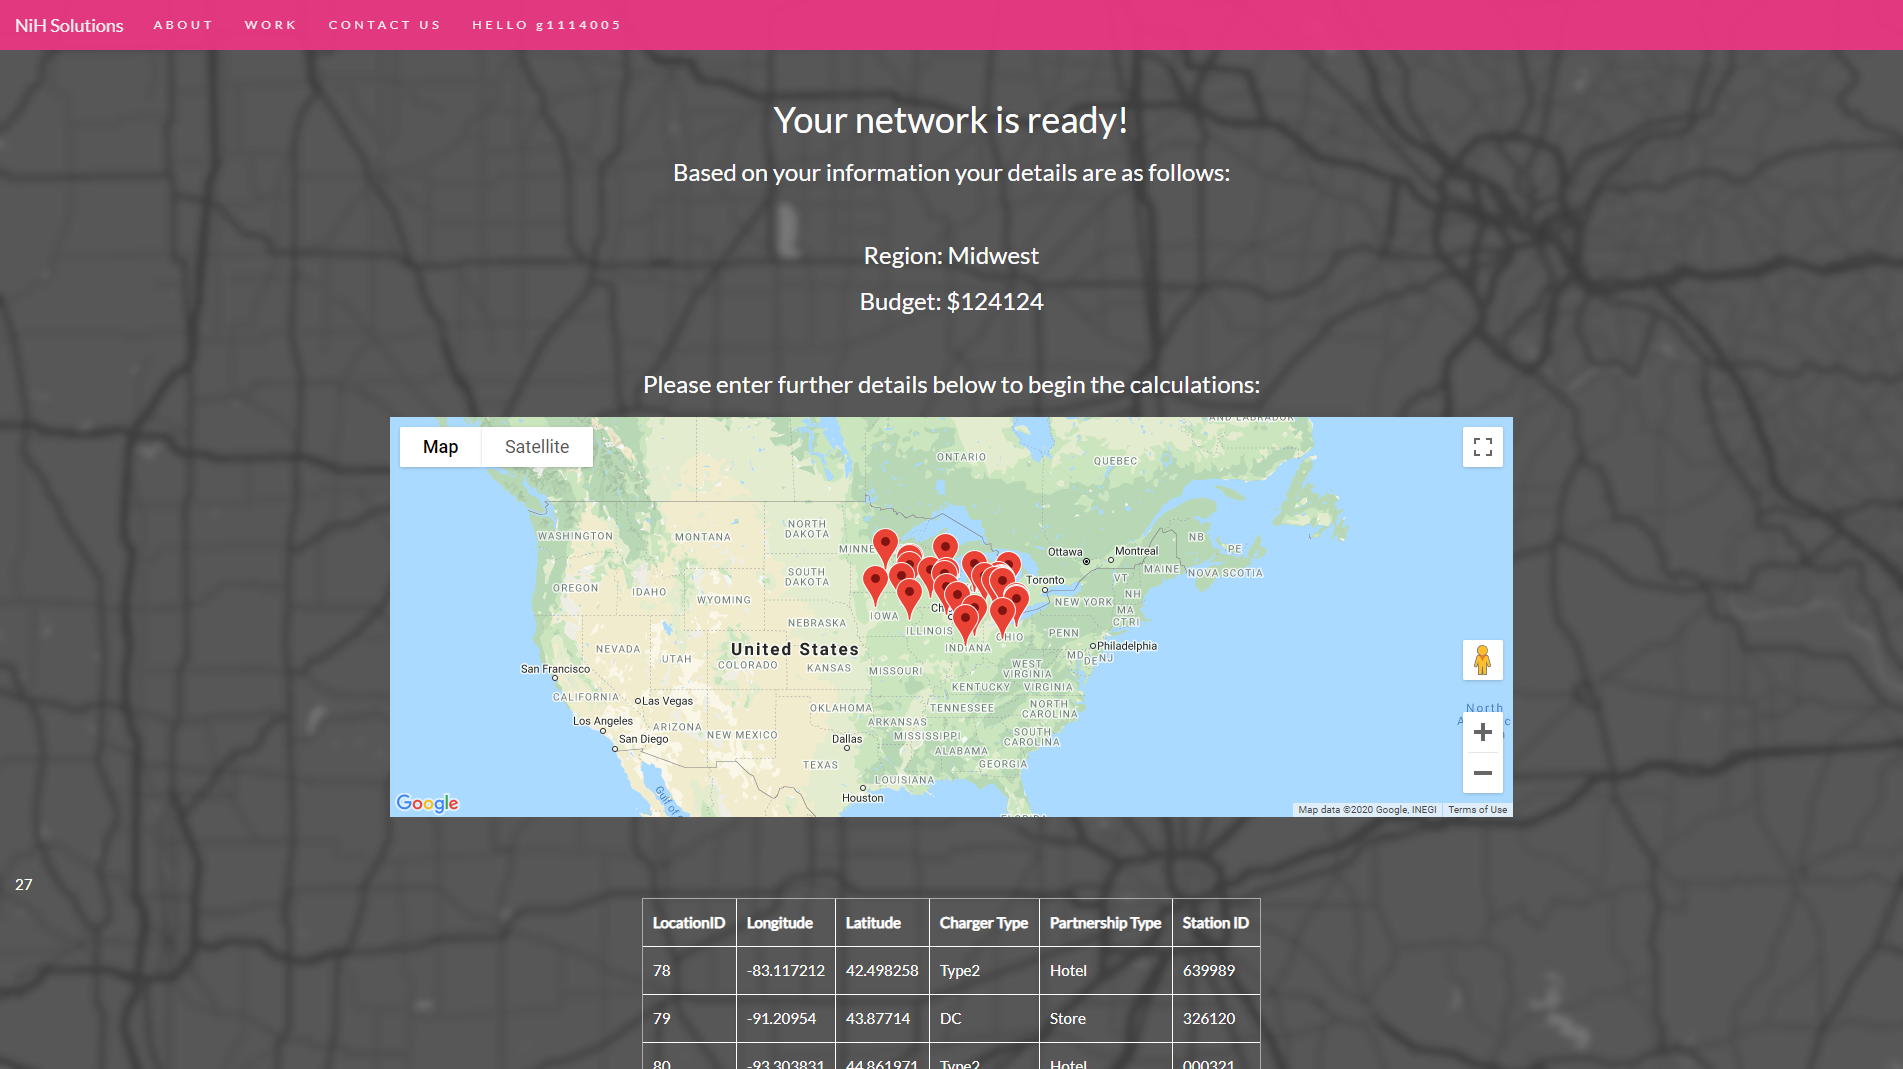 NiH Solutions ABOUT WORK CONTACT US HELLO g1114005
Your network is ready!
Based on your information your details are as follows:
Region: Midwest
Budget: $124124
Please enter further details below to begin the calculations:
Map Satellite
AND LABRADOR
ONTARIO
QUEBEC
WASHINGTON
MONTANA
NORTH
DAKOTA
MINNE
Ottawa
Montreal
NB
PE
MAINE
NOVA SCOTIA
OREGON
IDAHO
SOUTH
DAKOTA
WYOMING
Toronto
VT
NH
NEW YORK
MA
CT RI
NEBRASKA
IOWA
Ch
ILLINOIS
INDIANA
OHIO
PENN
NEVADA
UTAH
United States
COLORADO
KANSAS
MISSOURI
WEST
VIRGINIA
VIRGINIA
KENTUCKY
MD
DE
NJ
Philadelphia
San Francisco
CALIFORNIA
Las Vegas
Los Angeles
San Diego
ARIZONA
NEW MEXICO
OKLAHOMA
ARKANSAS
TENNESSEE
NORTH
CAROLINA
SOUTH
CAROLINA
Dallas
MISSISSIPPI
ALABAMA
GEORGIA
TEXAS
LOUISIANA
Houston
FLORIDA
Gulf of
North
Google
Map data ©2020 Google, INEGI Terms of Use
27
LocationID Longitude Latitude Charger Type Partnership Type Station ID
78 -83.117212 42.498258 Type2 Hotel 639989
79 -91.20954 43.87714 DC Store 326120
80 -93.303831 44.861971 Type2 Hotel 000321